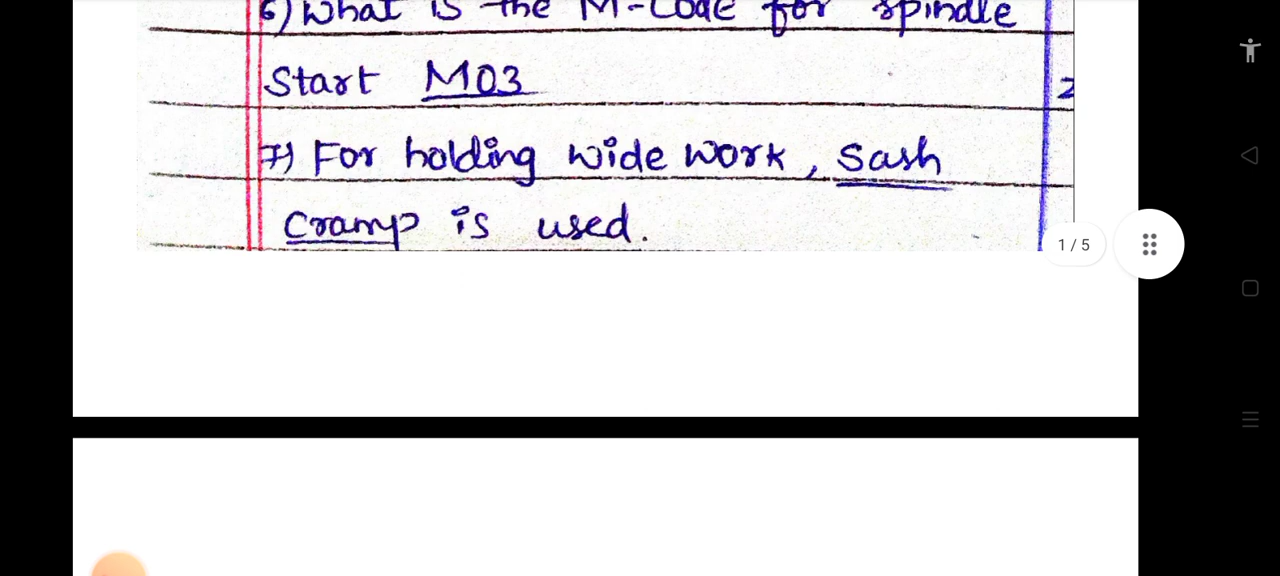 6) What is the M-Code for spindle
Start M03
2
7) For holding wide work, Sash
Cramp is used.
1 / 5